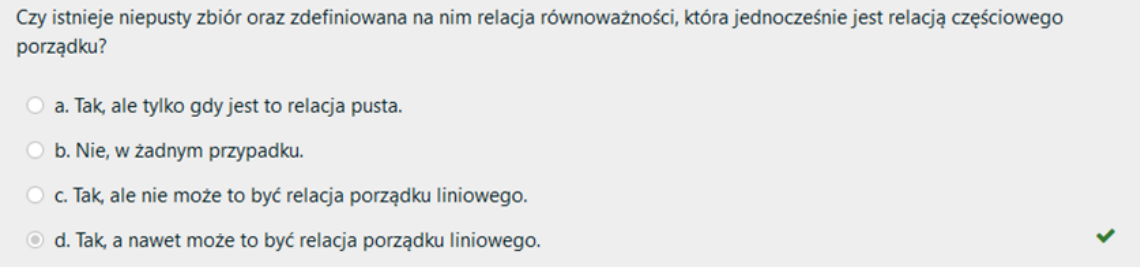 Czy istnieje niepusty zbiór oraz zdefiniowana na nim relacja równoważności, która jednocześnie jest relacją częściowego
porządku?
a. Tak, ale tylko gdy jest to relacja pusta.
b. Nie, w żadnym przypadku.
c. Tak, ale nie może to być relacja porządku liniowego.
d. Tak, a nawet może to być relacja porządku liniowego.